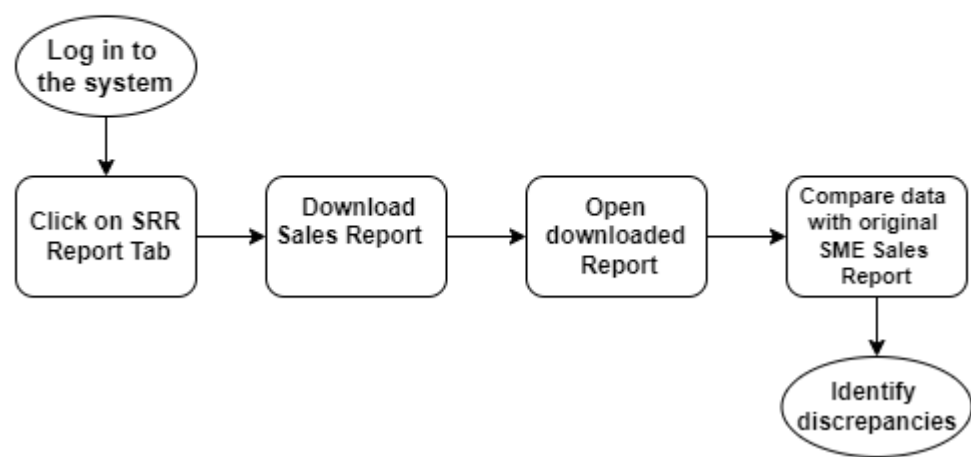 Log in to
the system
Click on SRR
Report Tab
Download
Sales Report
Open
downloaded
Report
Compare data
with original
SME Sales
Report
Identify
discrepancies